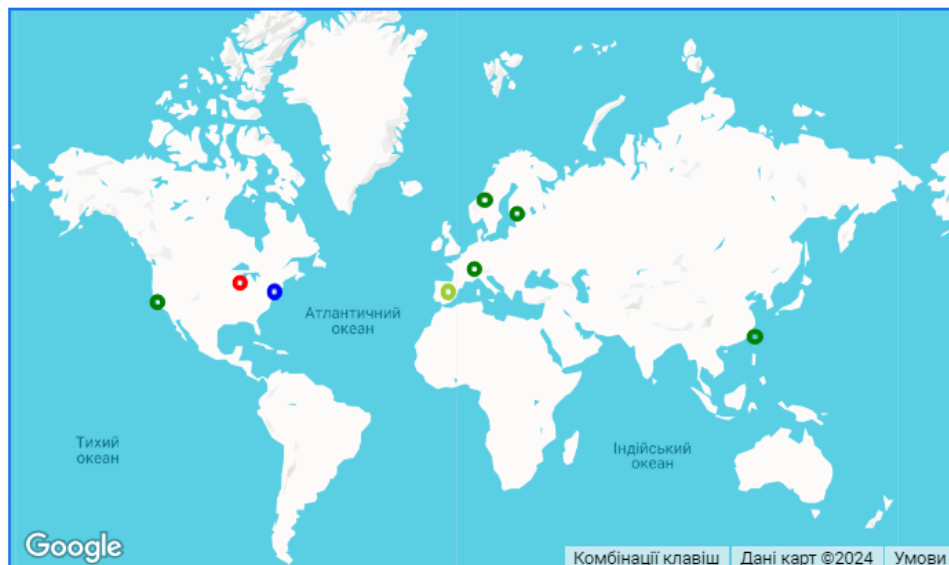 Атлантичний
океан
Тихий
океан
Індійський
океан
Google
Комбінації клавіш
Дані карт ©2024
Умови